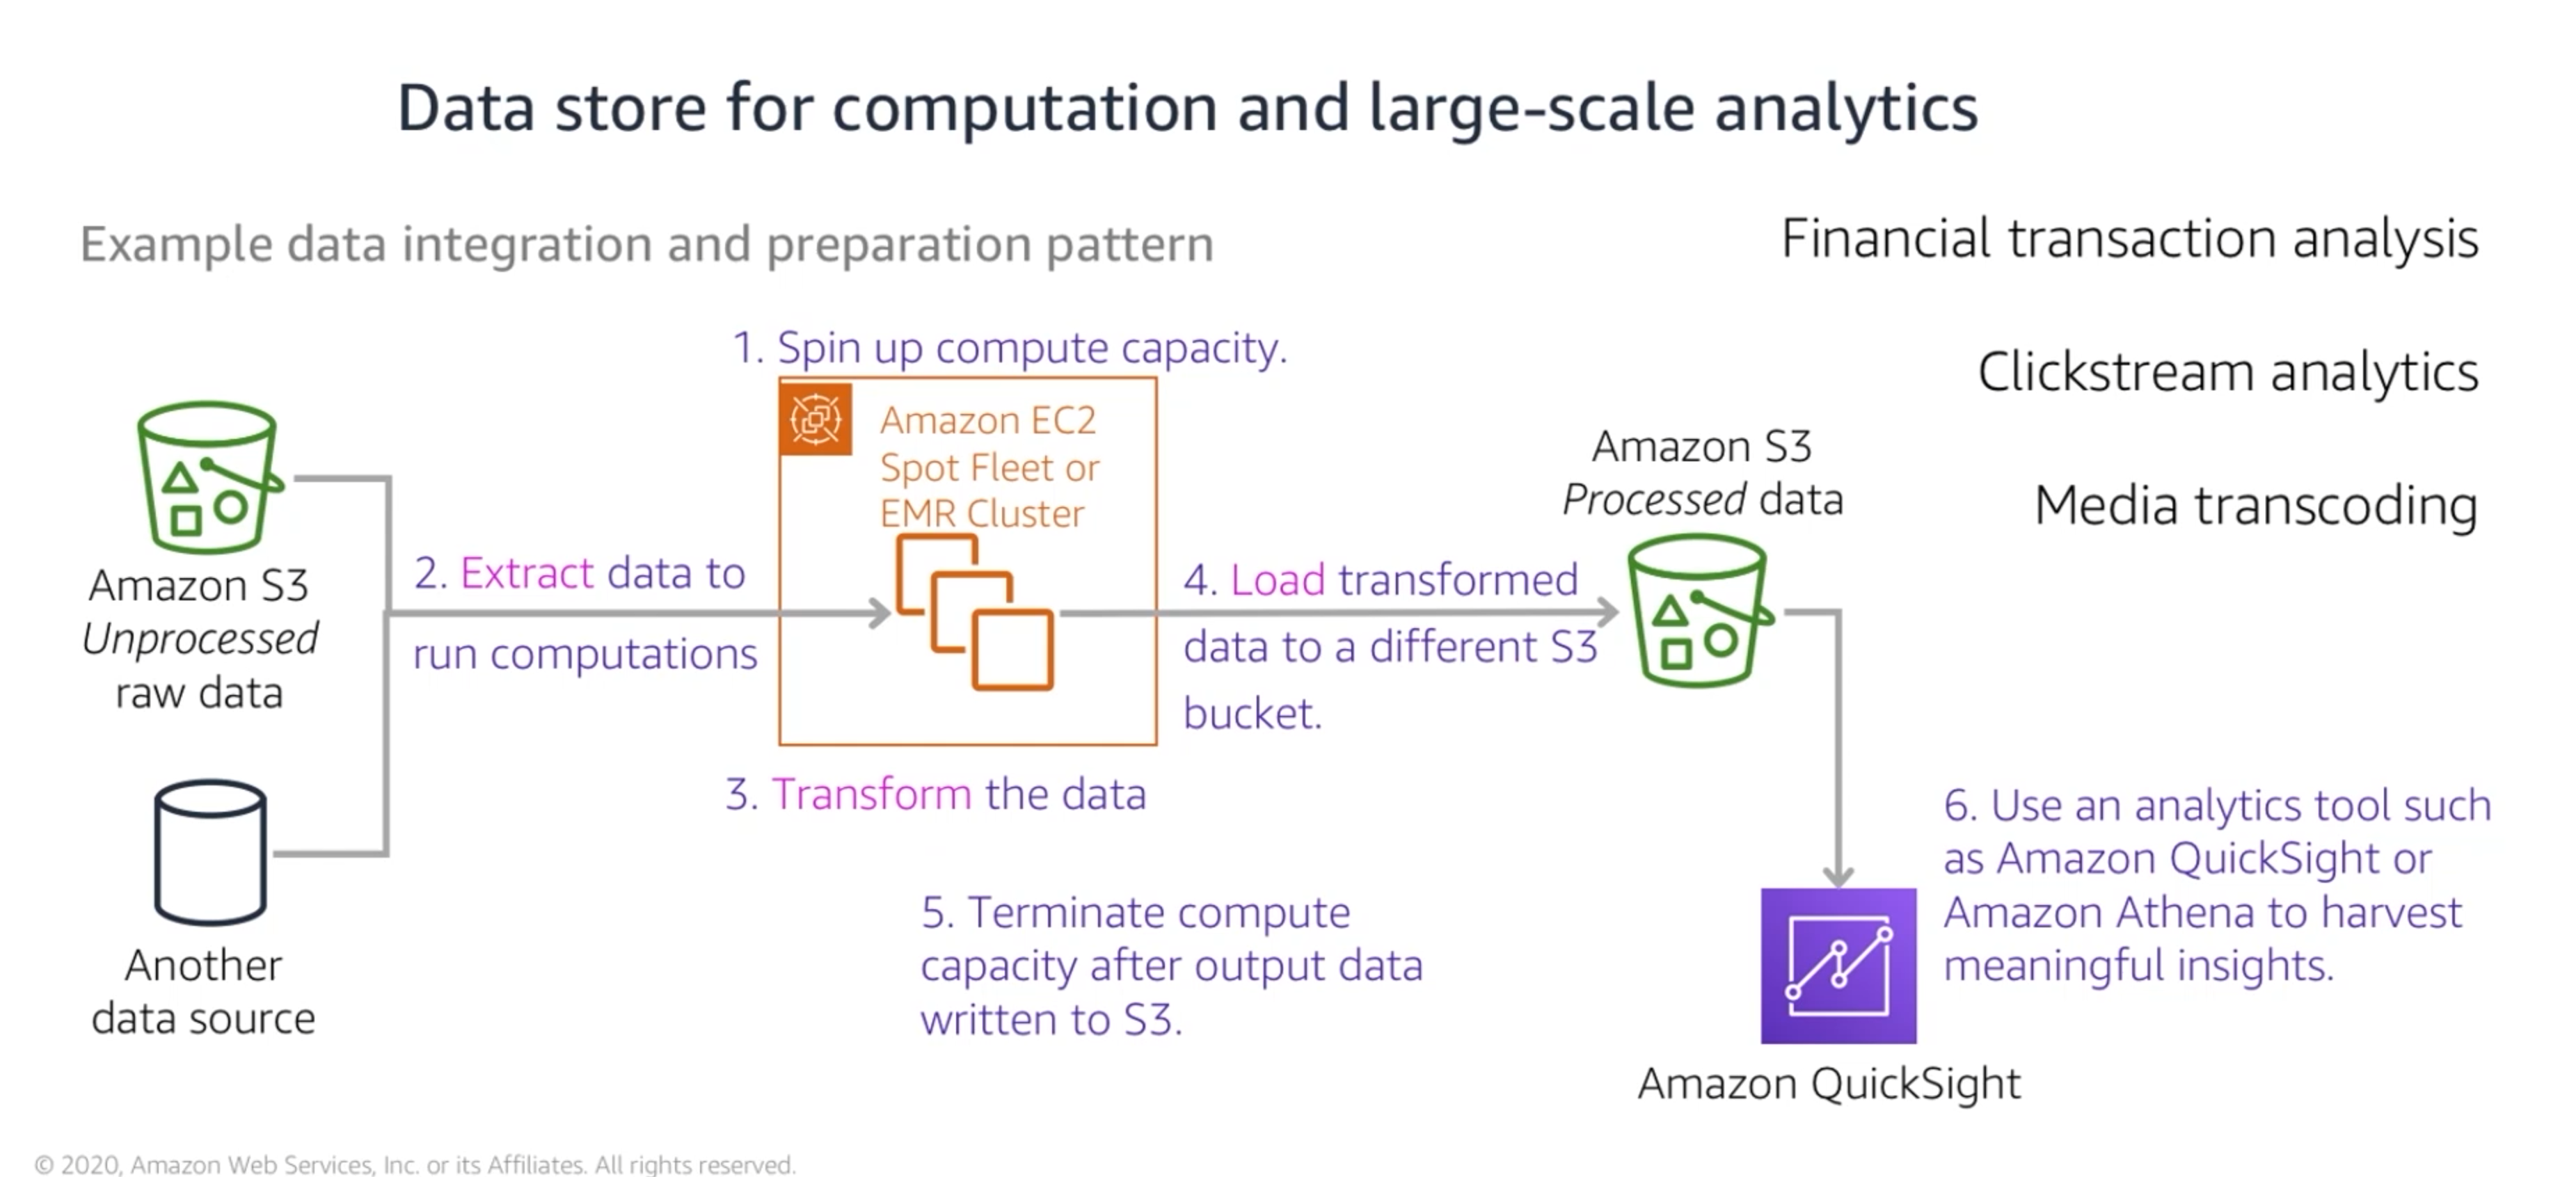 Data store for computation and large-scale analytics
Example data integration and preparation pattern
Financial transaction analysis
Clickstream analytics
Media transcoding
1. Spin up compute capacity.
Amazon EC2
Spot Fleet or
EMR Cluster
Amazon S3
Unprocessed
raw data
Another
data source
2. Extract data to
run computations
3. Transform the data
4. Load transformed
data to a different S3
bucket.
Amazon S3
Processed data
5. Terminate compute
capacity after output data
written to S3.
6. Use an analytics tool such
as Amazon QuickSight or
Amazon Athena to harvest
meaningful insights.
Amazon QuickSight
© 2020, Amazon Web Services, Inc. or its Affiliates. All rights reserved.